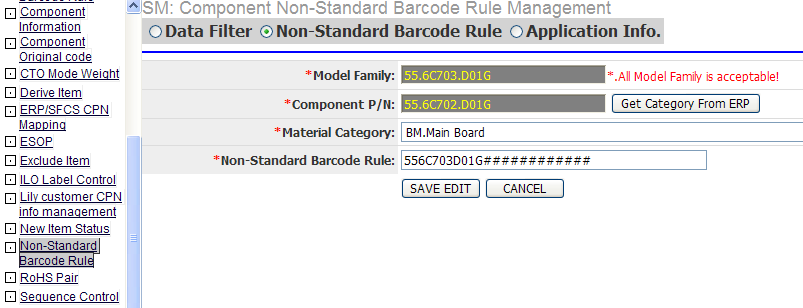 SM: Component Non-Standard Barcode Rule Management
Data Filter Non-Standard Barcode Rule Application Info.
*Model Family: 55.6C703.D01G *.All Model Family is acceptable!
*Component P/N: 55.6C702.D01G Get Category From ERP
*Material Category: BM.Main Board
*Non-Standard Barcode Rule: 556C703D01G############
SAVE EDIT CANCEL
Component
Information
Component
Original code
CTO Mode Weight
Derive Item
ERP/SFCS CPN
Mapping
ESOP
Exclude Item
ILO Label Control
Lily customer CPN
info management
New Item Status
Non-Standard
Barcode Rule
RoHS Pair
Sequence Control